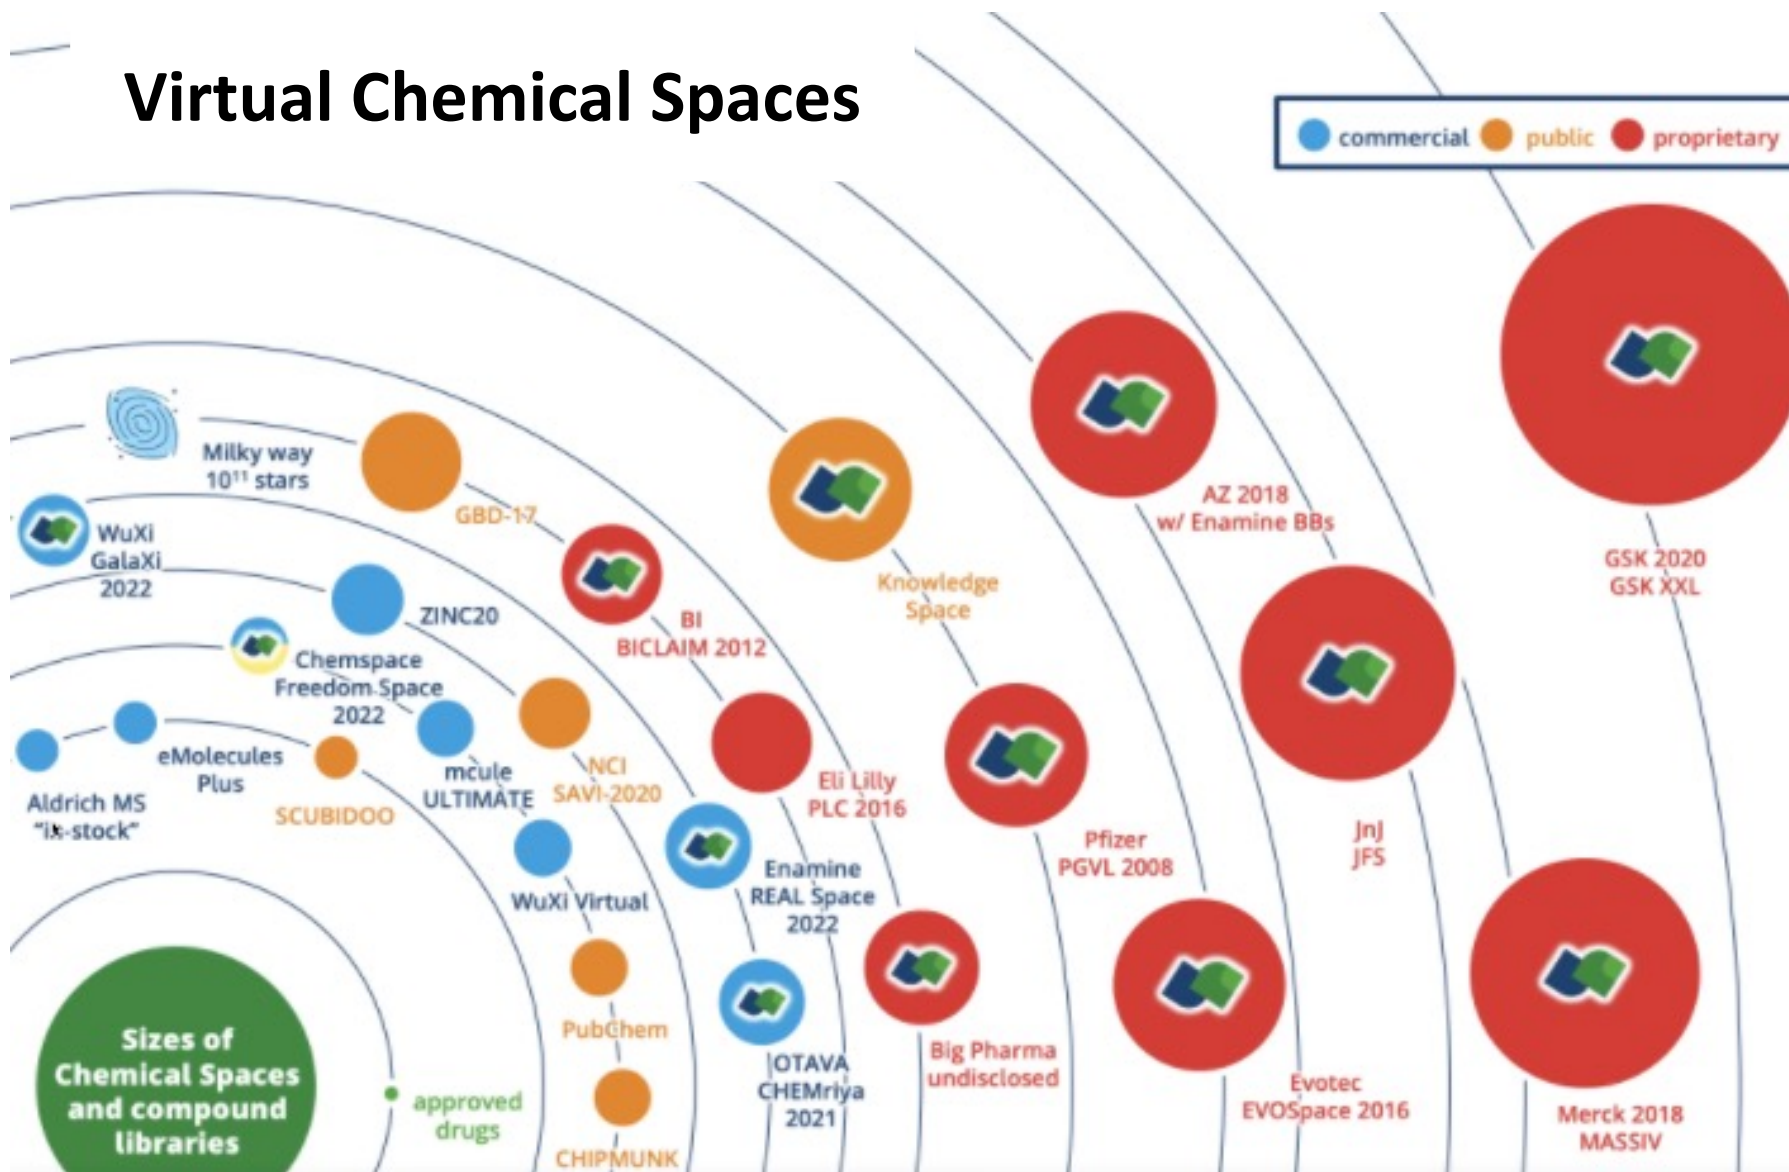 Virtual Chemical Spaces
commercial
public
proprietary
Milky way
10¹¹ stars
GBD-17
WuXi
GalaXi
2022
ZINC20
BI
BICLAIM 2012
Knowledge
Space
AZ 2018
w/ Enamine BBs
GSK 2020
GSK XXL
Chemspace
Freedom Space
2022
eMolecules
Plus
Aldrich MS
"in-stock"
SCUBIDOO
mcule
ULTIMATE
NCI
SAVI-2020
Eli Lilly
PLC 2016
Pfizer
PGVL 2008
JnJ
JFS
WuXi Virtual
Enamine
REAL Space
2022
PubChem
OTAVA
CHEMriya
2021
Big Pharma
undisclosed
Evotec
EVOSpace 2016
Merck 2018
MASSIV
Sizes of
Chemical Spaces
and compound
libraries
approved
drugs
CHIPMUNK